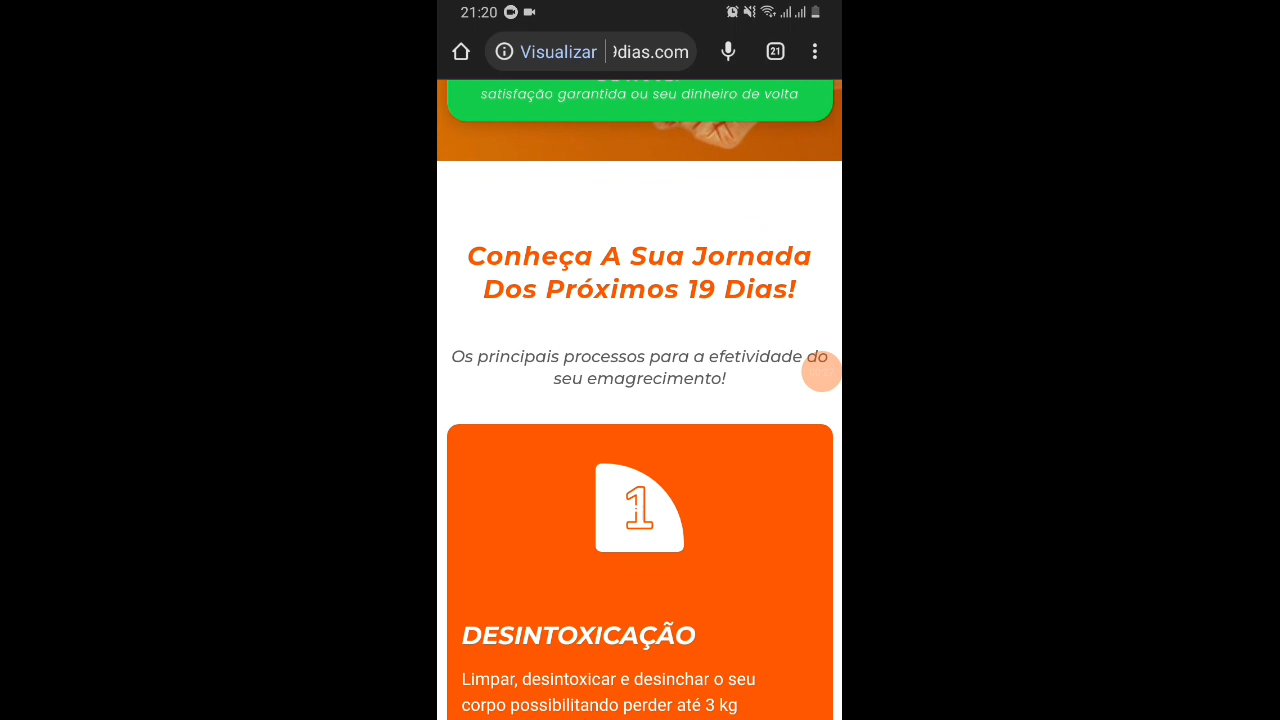 21:20
Visualizar
dias.com
21
satisfação garantida ou seu dinheiro de volta
Conheça A Sua Jornada
Dos Próximos 19 Dias!
Os principais processos para a efetividade do
seu emagrecimento!
1
DESINTOXICAÇÃO
Limpar, desintoxicar e desinchar o seu
corpo possibilitando perder até 3 kg